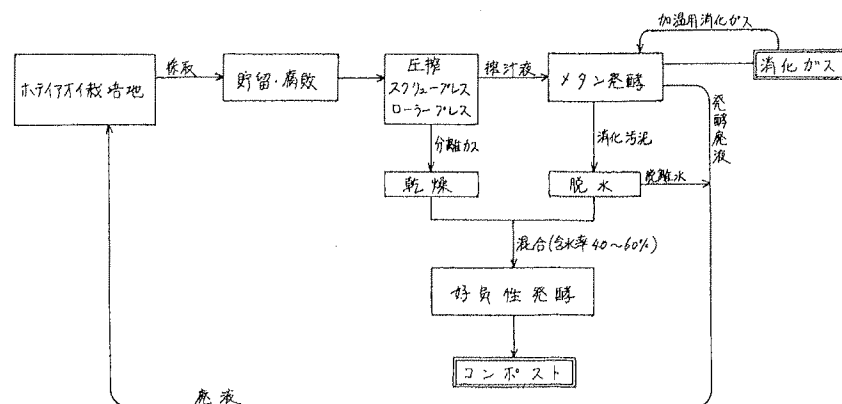 加温用消化ガス
ホテイアオイ栽培地
採取
貯留・腐敗
圧搾
スクリュープレス
ローラープレス
搾汁液
メタン発酵
消化ガス
分離カス
消化汚泥
発酵廃液
乾燥
脱水
脱離水
混合(含水率40~60%)
好気性発酵
コンポスト
廃液